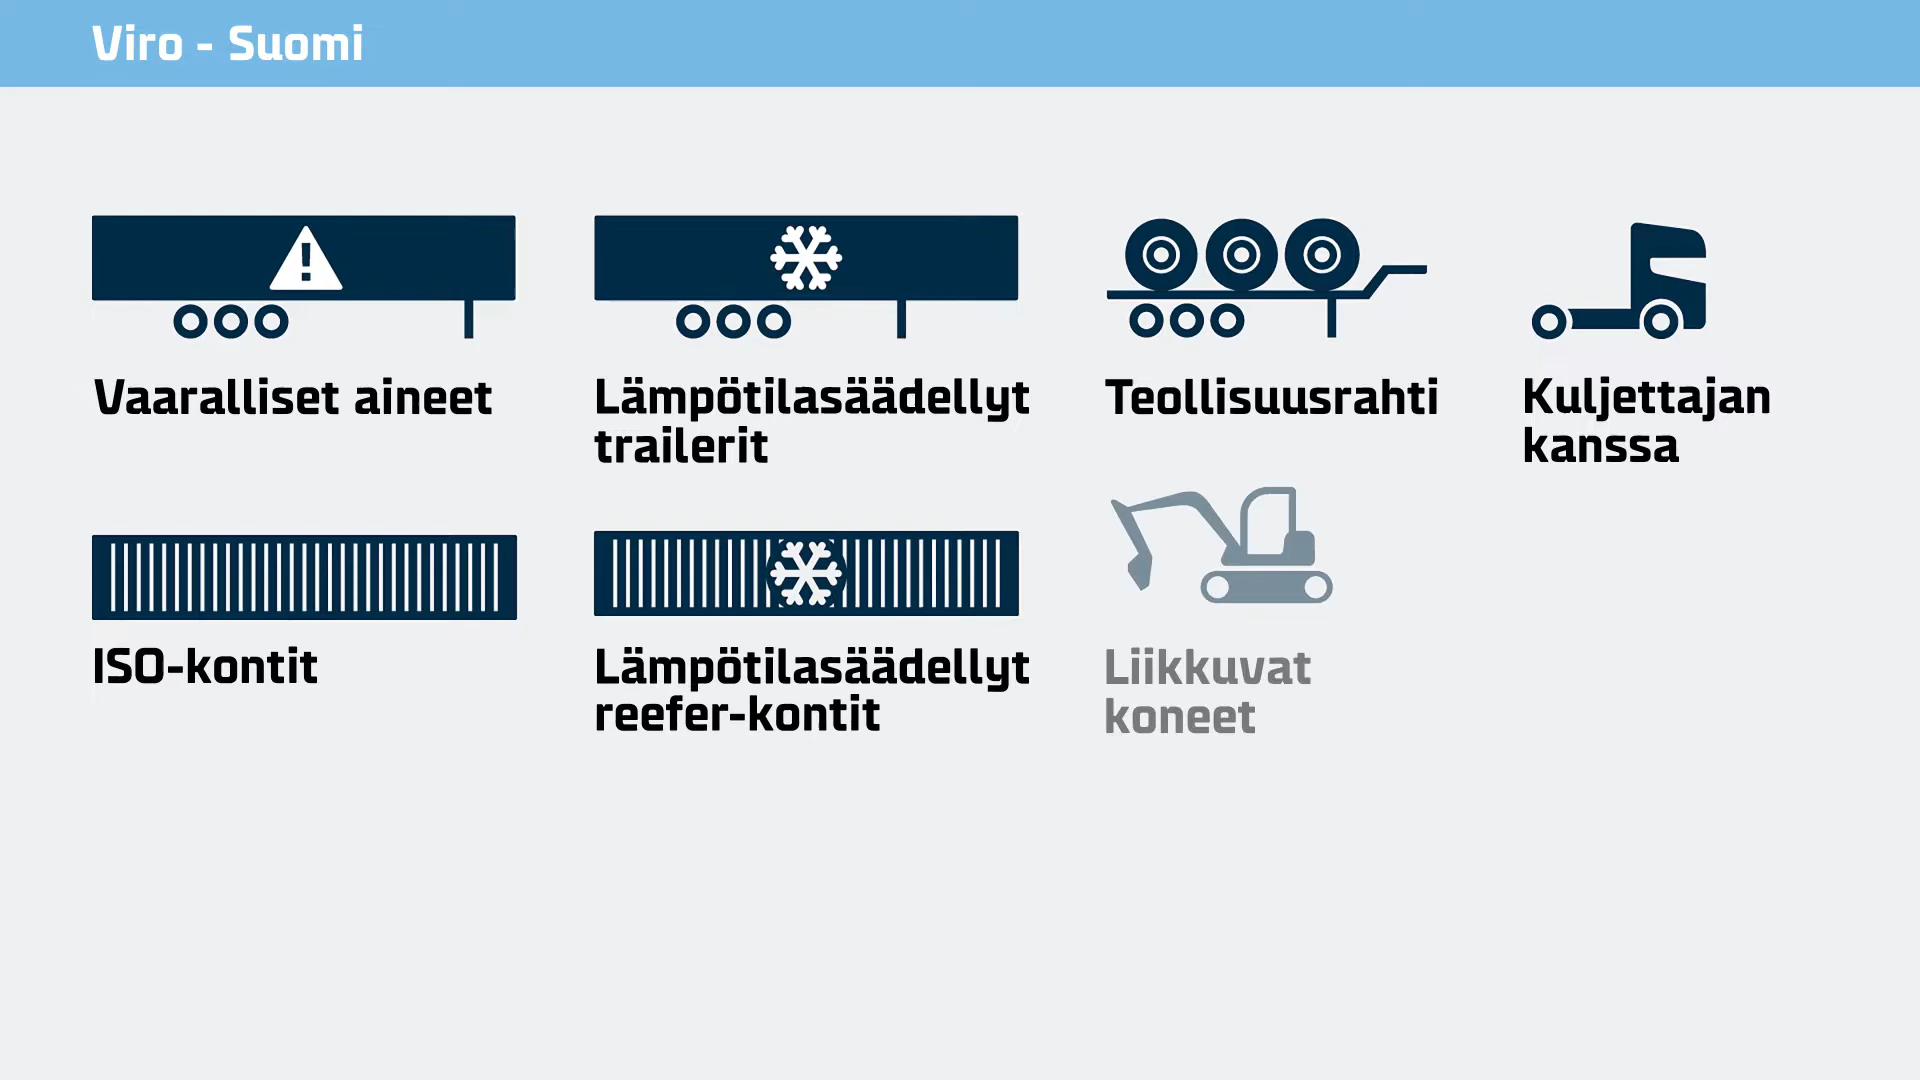 Viro - Suomi
Vaaralliset aineet
Lämpötilasäädellyt
trailerit
Teollisuusrahti
Kuljettajan
kanssa
ISO-kontit
Lämpötilasäädellyt
reefer-kontit
Liikkuvat
koneet